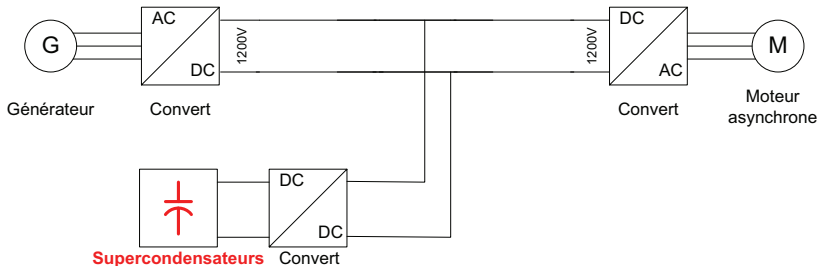 G
AC
DC
1200V
1200V
DC
AC
M
Générateur
Convert
Convert
Moteur
asynchrone
DC
DC
Supercondensateurs
Convert